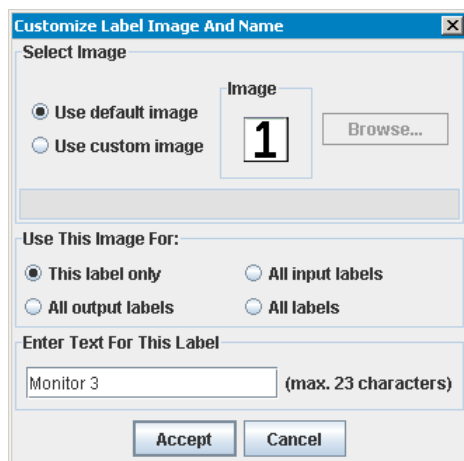 Customize Label Image And Name
Select Image
Image
Use default image
Use custom image
1
Browse...
Use This Image For:
This label only
All input labels
All output labels
All labels
Enter Text For This Label
Monitor 3
(max. 23 characters)
Accept
Cancel